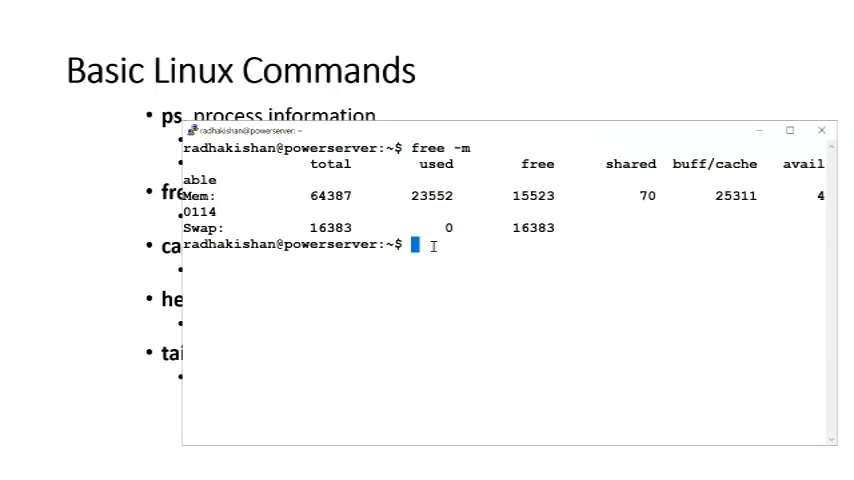 Basic Linux Commands
• ps process information
radhakishan@powerserver: ~
radhakishan@powerserver:~$ free -m
total used free shared buff/cache avail
able
• fre
Mem: 64387 23552 15523 70 25311 4
0114
Swap: 16383 0 16383
• ca
radhakishan@powerserver:~$
• he
• tai